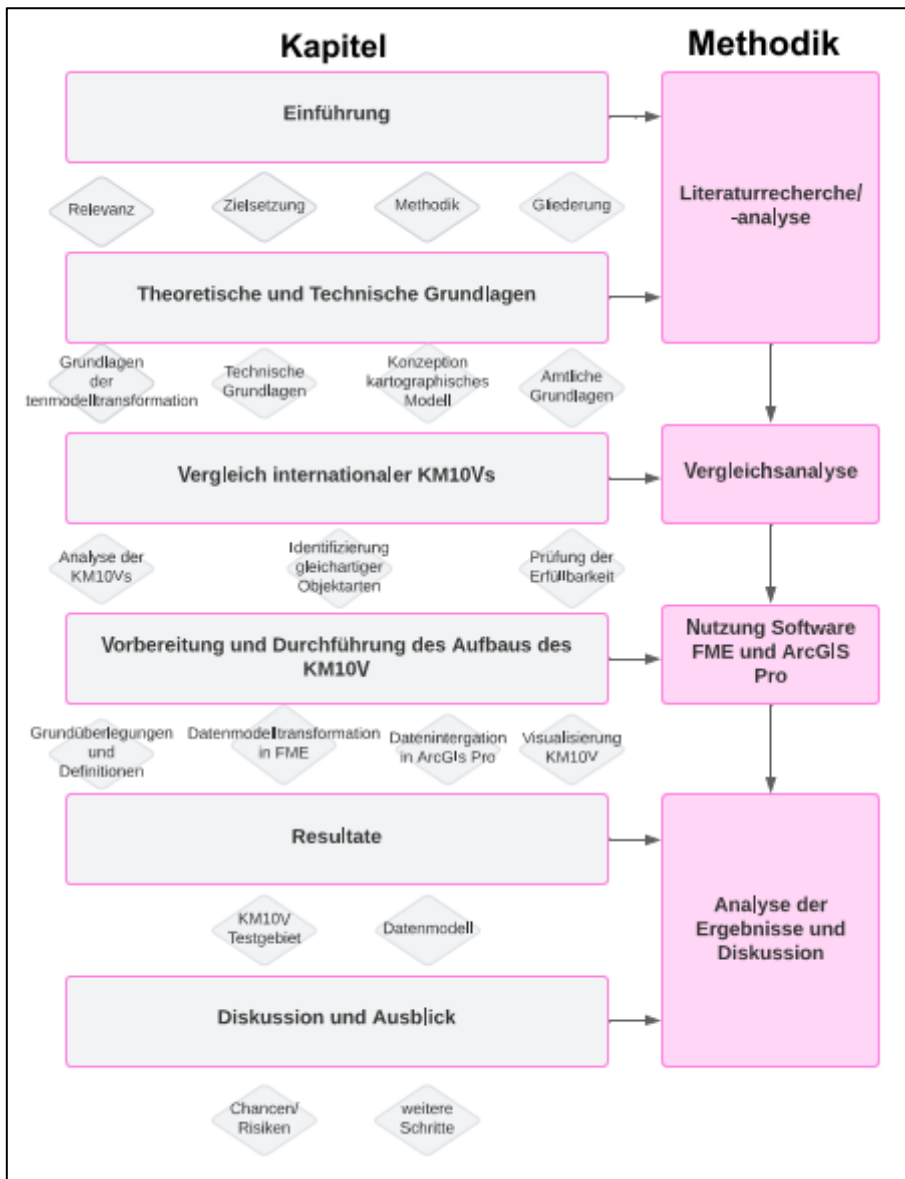 Kapitel
Methodik
Einführung
Literaturrecherche/
-analyse
Relevanz
Zielsetzung
Methodik
Gliederung
Theoretische und Technische Grundlagen
Grundlagen
der
tenmodelltransformation
Technische
Grundlagen
Konzeption
kartographisches
Modell
Amtliche
Grundlagen
Vergleich internationaler KM10Vs
Vergleichsanalyse
Analyse der
KM10Vs
Identifizierung
gleichartiger
Objektarten
Prüfung der
Erfüllbarkeit
Vorbereitung und Durchführung des Aufbaus des
KM10V
Nutzung Software
FME und ArcGIS
Pro
Grundüberlegungen
und
Definitionen
Datenmodelltransformation
in FME
Datenintergation
in ArcGIs Pro
Visualisierung
KM10V
Resultate
Analyse der
Ergebnisse und
Diskussion
KM10V
Testgebiet
Datenmodell
Diskussion und Ausblick
Chancen/
Risiken
weitere
Schritte